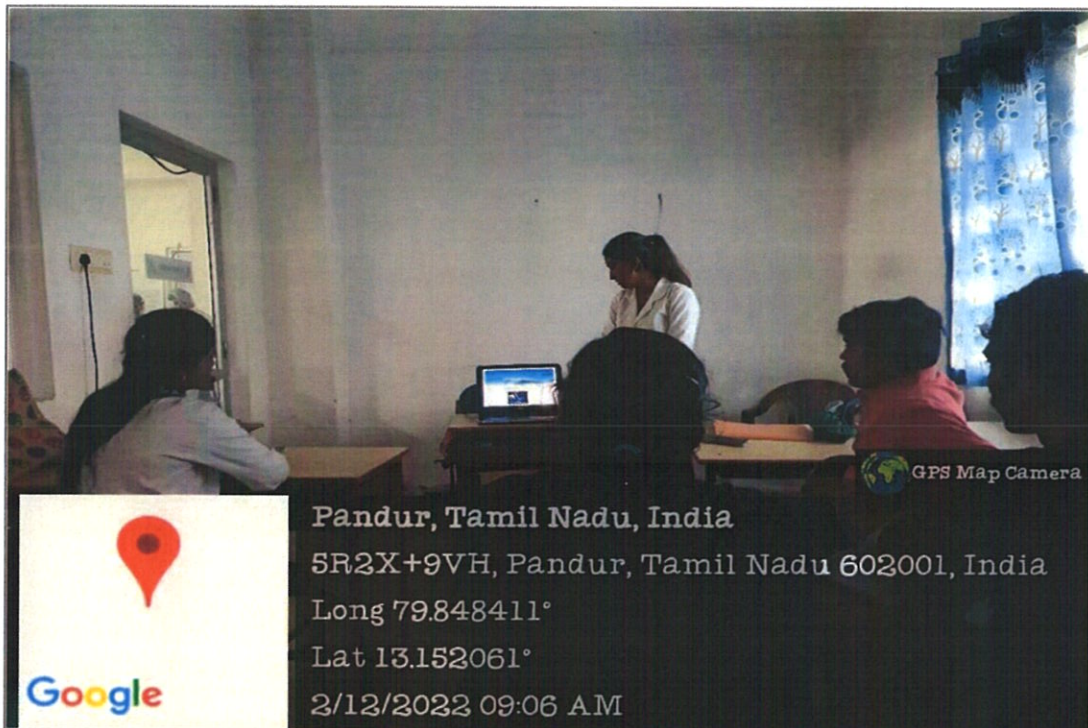 GPS Map Camera
Pandur, Tamil Nadu, India
5R2X+9VH, Pandur, Tamil Nadu 602001, India
Long 79.848411°
Lat 13.152061°
2/12/2022 09:06 AM
Google